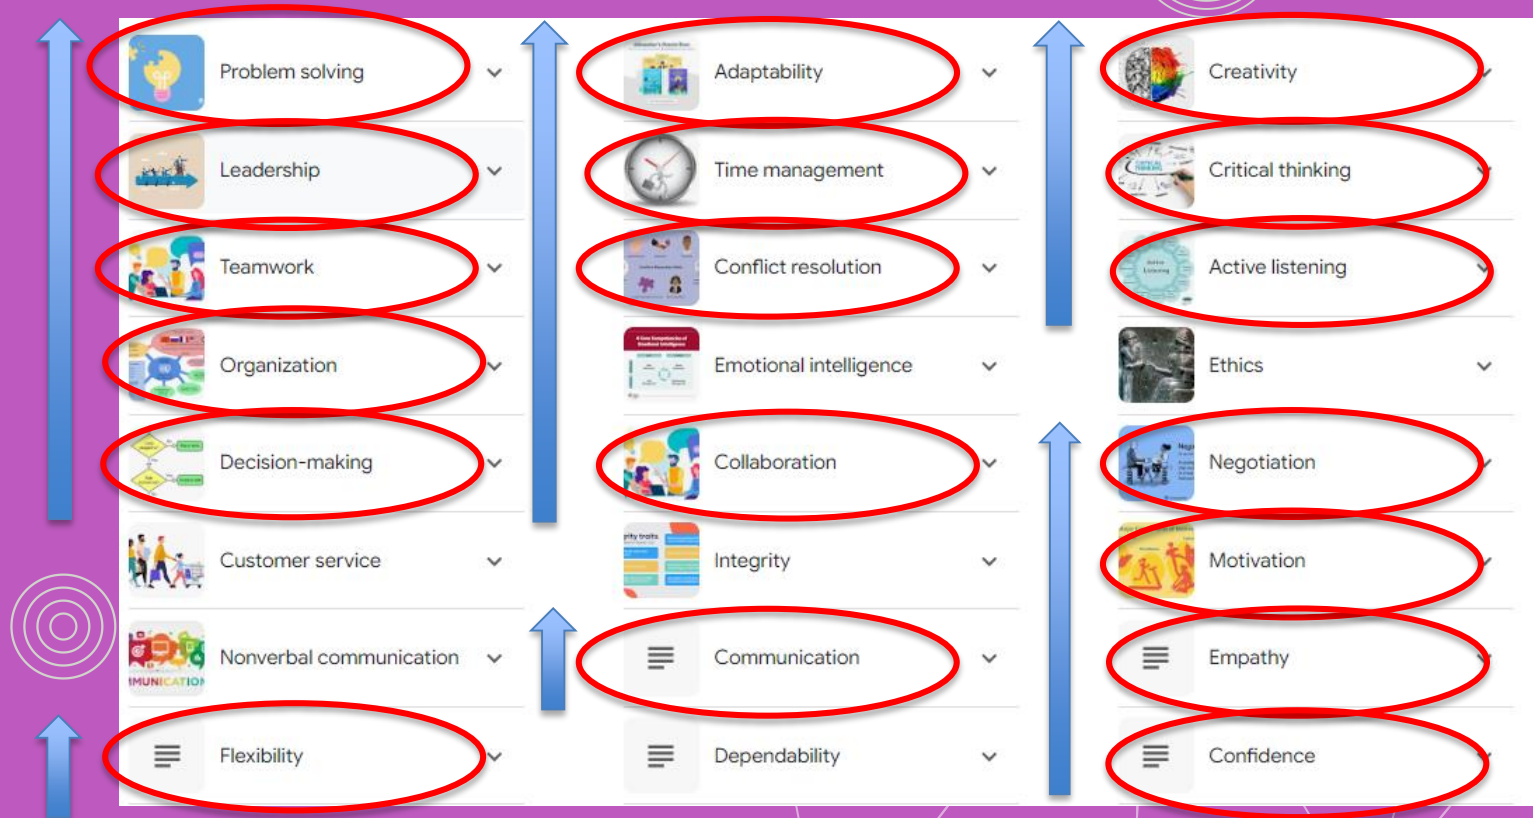 Problem solving
Leadership
Teamwork
Organization
Decision-making
Customer service
Nonverbal communication
Flexibility
Adaptability
Time management
Conflict resolution
Emotional intelligence
Collaboration
Integrity
Communication
Dependability
Creativity
Critical thinking
Active listening
Ethics
Negotiation
Motivation
Empathy
Confidence